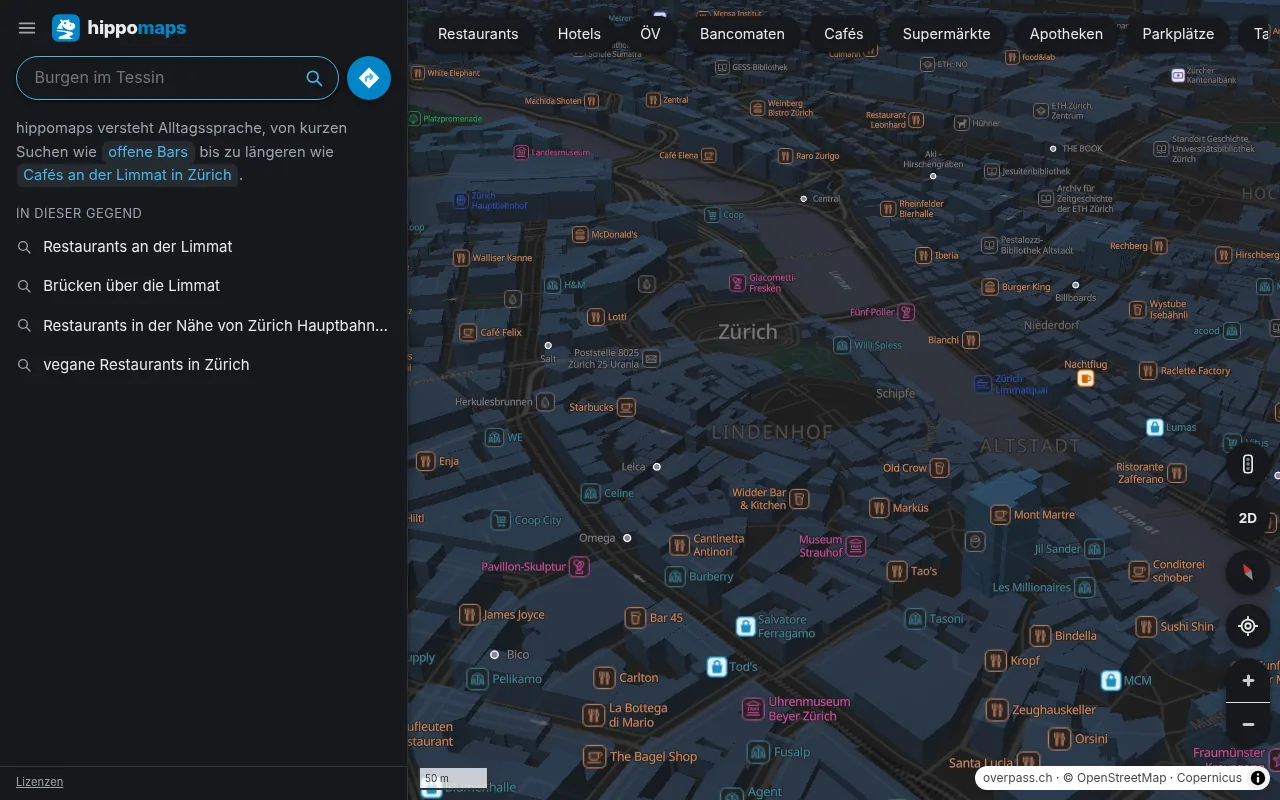 hippomaps
Burgen im Tessin
hippomaps versteht Alltagssprache, von kurzen
Suchen wie offene Bars bis zu längeren wie
Cafés an der Limmat in Zürich .
IN DIESER GEGEND
Restaurants an der Limmat
Brücken über die Limmat
Restaurants in der Nähe von Zürich Hauptbahn...
vegane Restaurants in Zürich
Lizenzen
Restaurants
Hotels
ÖV
Bancomaten
Cafés
Supermärkte
Apotheken
Parkplätze
Ta
White Elephant
GESS-Bibliothek
ETH: NO
food&lab
Zürcher
Kantonalbank
Machida Shoten
Zentral
Weinberg
Bistro Zürich
Restaurant
Leonhard
Hühner
ETH Zürich,
Zentrum
Platzpromenade
Landesmuseum
Café Elena
Raro Zurigo
Aki -
Hirschengraben
THE BOOK
Jesuitenbibliothek
Standort Geschichte
Universitätsbibliothek
Zürich
Zürich
Hauptbahnhof
Central
Coop
Rheinfelder
Bierhalle
Archiv für
Zeitgeschichte
der ETH Zürich
HOC
McDonald's
Walliser Kanne
Iberia
Pestalozzi-
Bibliothek Altstadt
Rechberg
Hirschberg
H&M
Giacometti-
Fresken
Burger King
Billboards
Lotti
Fünf Poller
Wystube
Isebähnli
Café Felix
Zürich
Niederdorf
acood
Salt
Poststelle 8025
Zürich 25 Urania
Willi Spiess
Bianchi
Nachtflug
Raclette Factory
Zürich
Limmatquai
Schipfe
Herkulesbrunnen
Starbucks
LINDENHOF
ALTSTADT
Lumas
WE
Enja
Leica
Old Crow
Ristorante
Zafferano
Celine
Widder Bar
& Kitchen
Marküs
Mont Martre
Limmat
2D
Hiltl
Coop City
Omega
Cantinetta
Antinori
Museum
Strauhof
Jil Sander
Pavillon-Skulptur
Burberry
Tao's
Conditorei
schober
Les Millionaires
James Joyce
Bar 45
Salvatore
Ferragamo
Tasoni
Sushi Shin
Bindella
Bico
Kropf
Tod's
Pelikamo
Carlton
MCM
La Bottega
di Mario
Uhrenmuseum
Beyer Zürich
Zeughauskeller
Orsini
The Bagel Shop
Fusalp
Santa Lucia
Fraumünster
50 m
Agent
overpass.ch · © OpenStreetMap · Copernicus